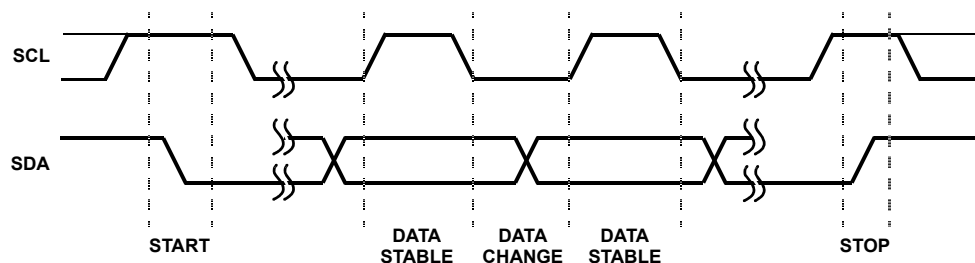 SCL
SDA
START
DATA
STABLE
DATA
CHANGE
DATA
STABLE
STOP